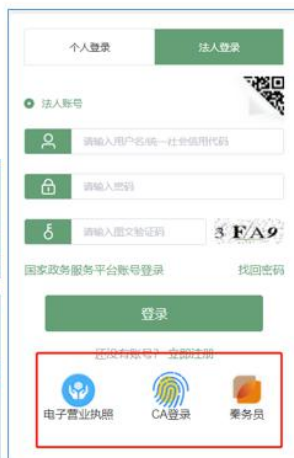 个人登录
法人登录
法人账号
请输入用户名/统一社会信用代码
请输入密码
请输入图文验证码
3 F A 9
国家政务服务平台账号登录
找回密码
登录
还没有账号? 立即注册
电子营业执照
CA登录
秦务员